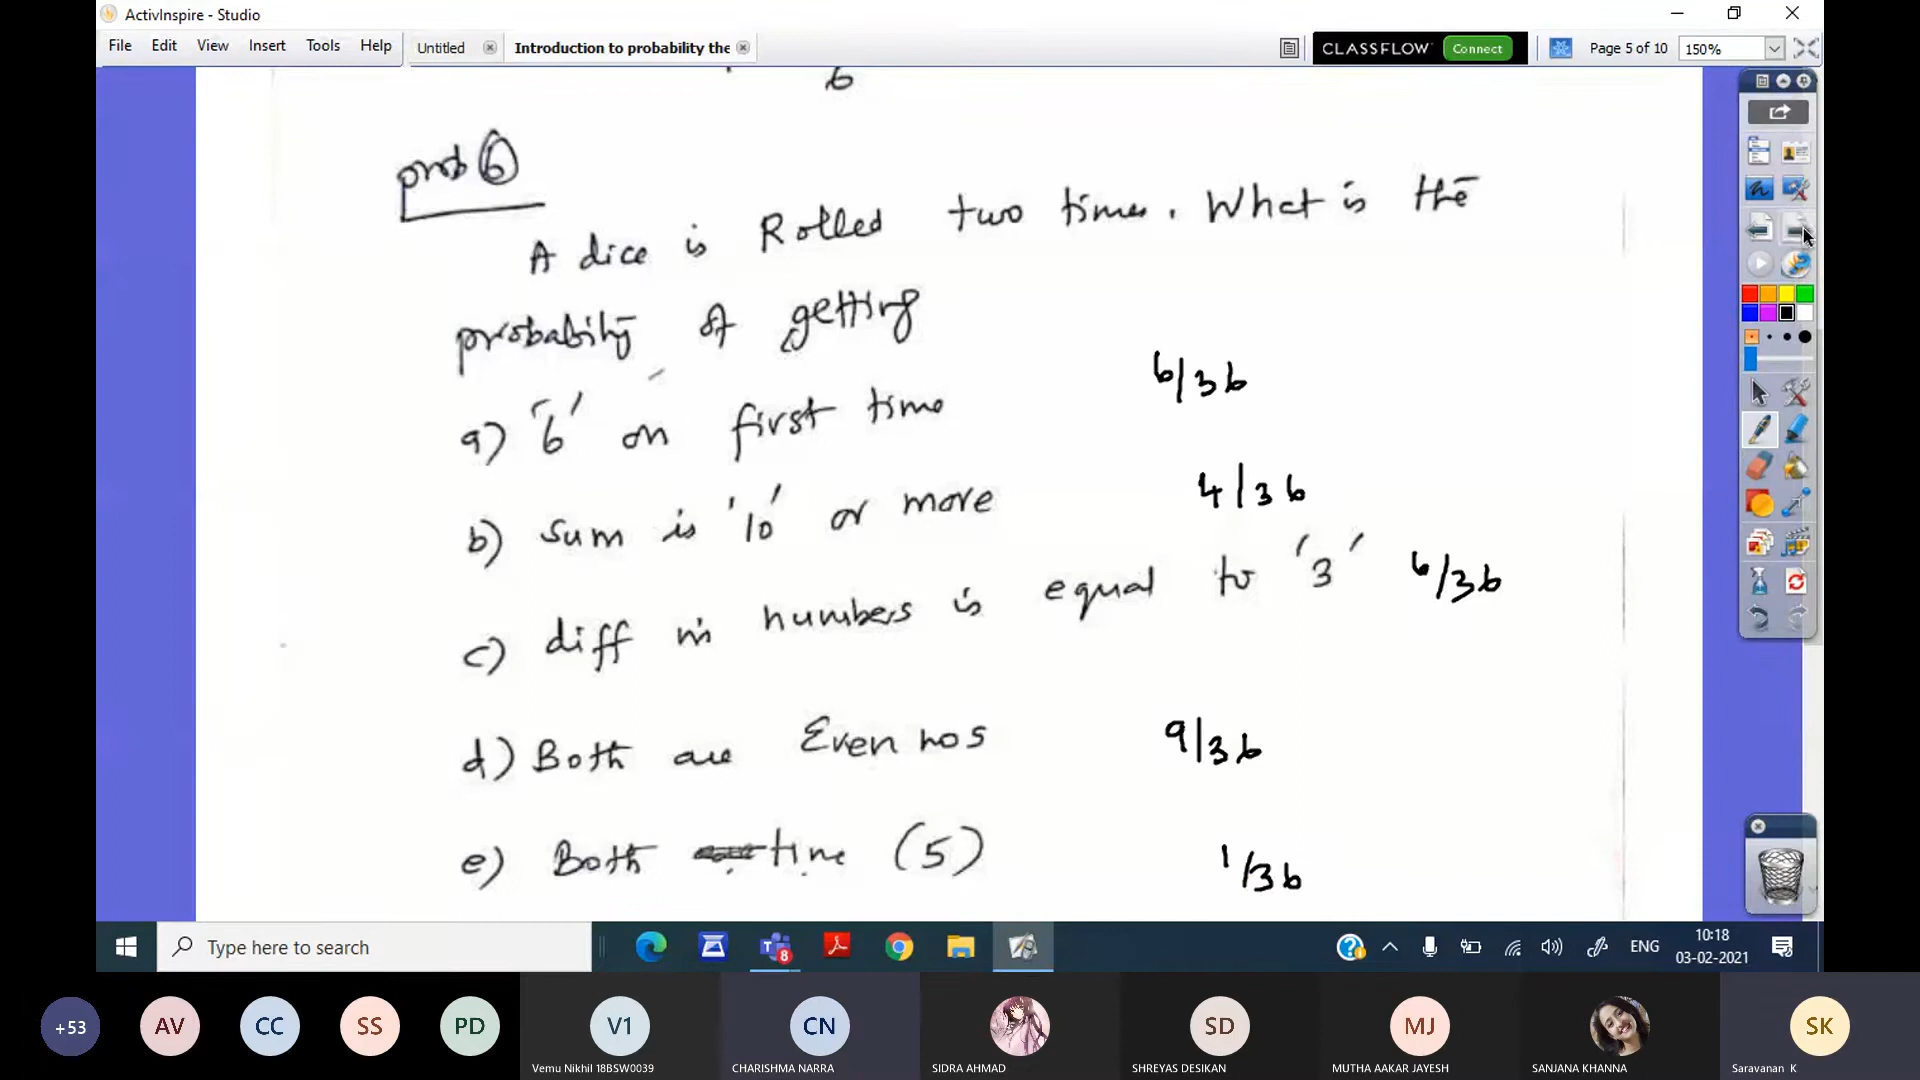 ActivInspire - Studio
File Edit View Insert Tools Help
Untitled
Introduction to probability the
CLASSFLOW Connect
Page 5 of 10
150%
6
prob 6
A dice is Rolled two times. What is the
probability of getting
a) '6' on first time 6/36
b) sum is '10' or more 4/36
c) diff in numbers is equal to '3' 6/36
d) Both are Even nos 9/36
e) Both time (5) 1/36
Type here to search
8
ENG
10:18
03-02-2021
+53 AV CC SS PD V1 CN SD MJ SK
Vemu Nikhil 18BSW0039 CHARISHMA NARRA SIDRA AHMAD SHREYAS DESIKAN MUTHA AAKAR JAYESH SANJANA KHANNA Saravanan K